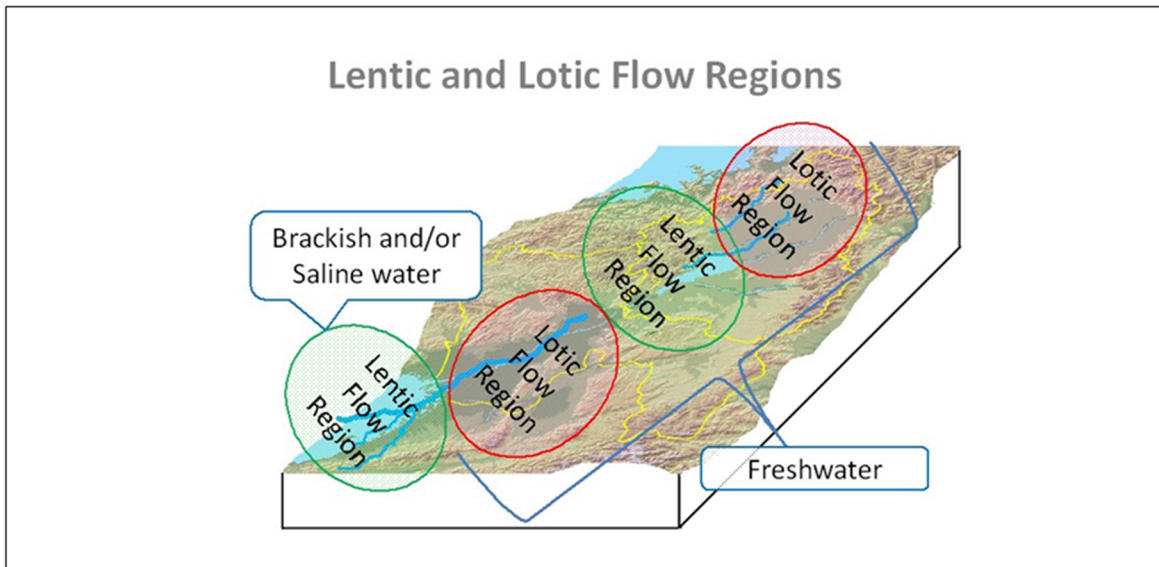 Lentic and Lotic Flow Regions
Lotic
Flow
Region
Lentic
Flow
Region
Brackish and/or
Saline water
Lotic
Flow
Region
Lentic
Flow
Region
Freshwater